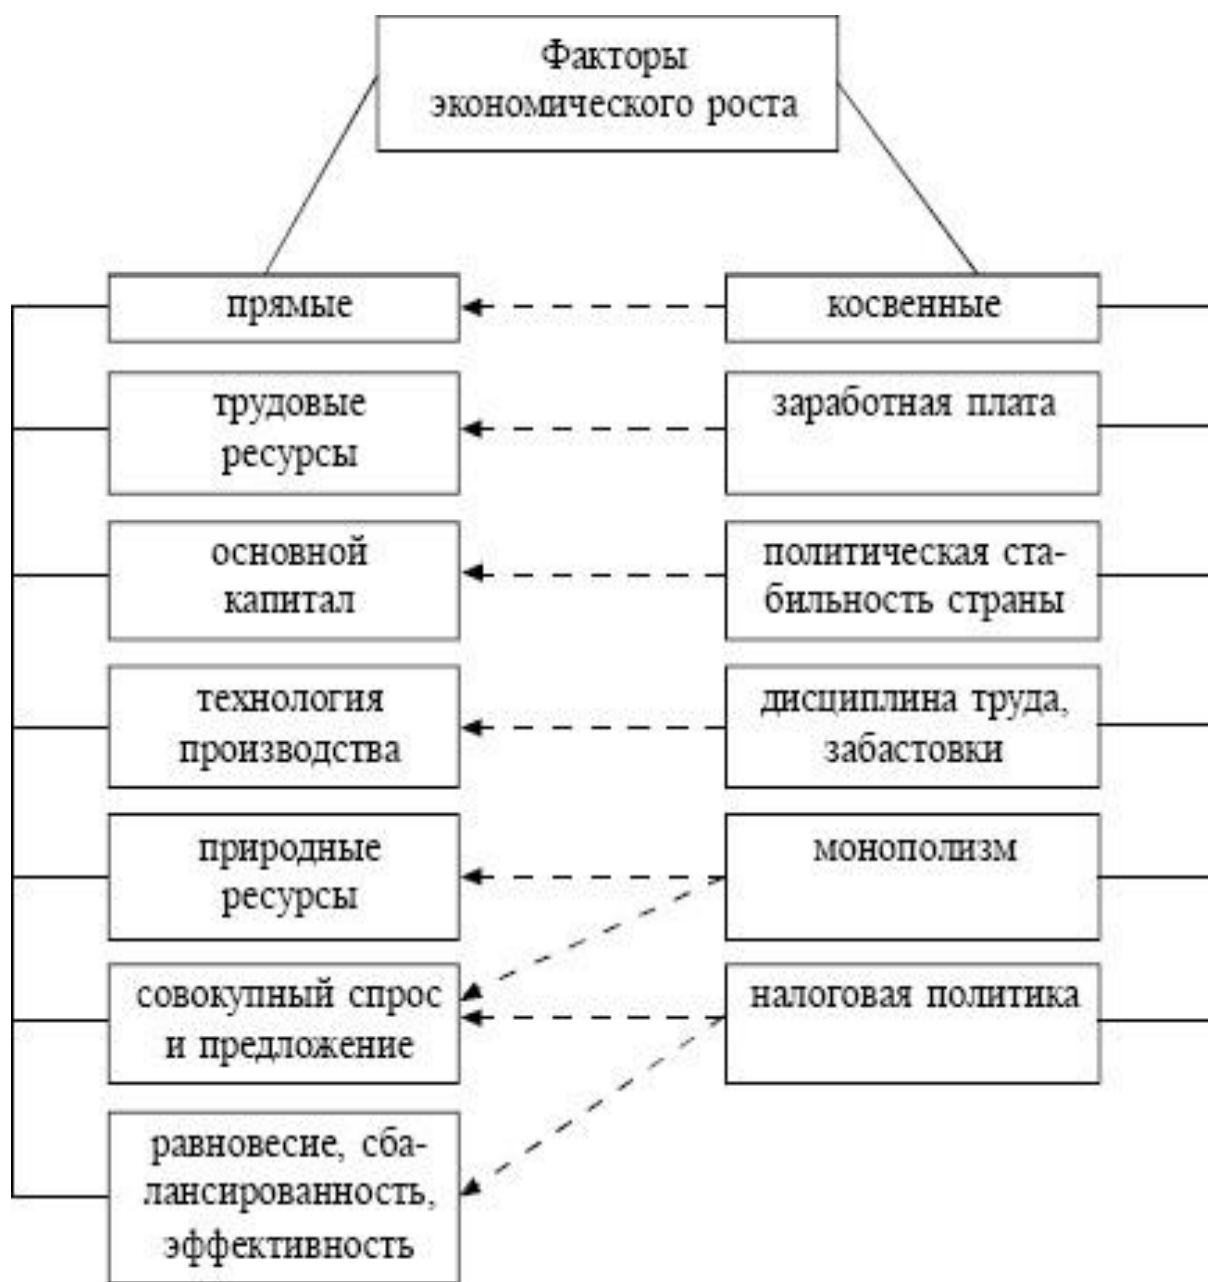 Факторы
экономического роста
прямые
косвенные
трудовые
ресурсы
заработная плата
основной
капитал
политическая ста-
бильность страны
технология
производства
дисциплина труда,
забастовки
природные
ресурсы
монополизм
совокупный спрос
и предложение
налоговая политика
равновесие, сба-
лансированность,
эффективность